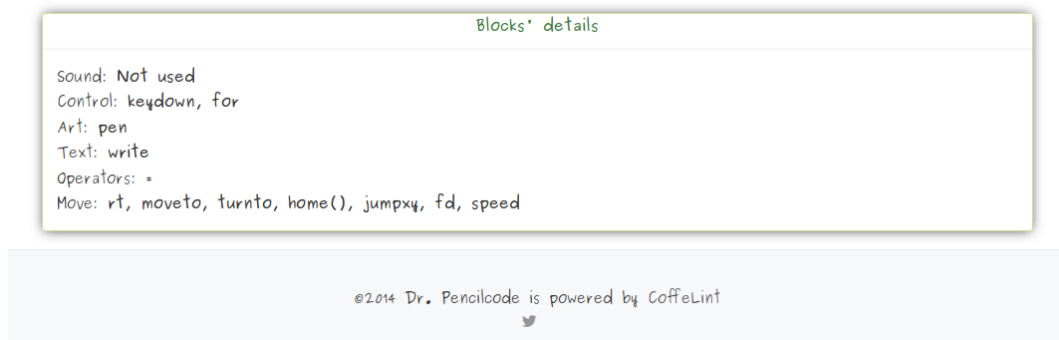 Blocks' details
Sound: Not used
Control: keydown, for
Art: pen
Text: write
Operators: =
Move: rt, moveto, turnto, home(), jumpxy, fd, speed
©2014 Dr. Pencilcode is powered by CoffeLint